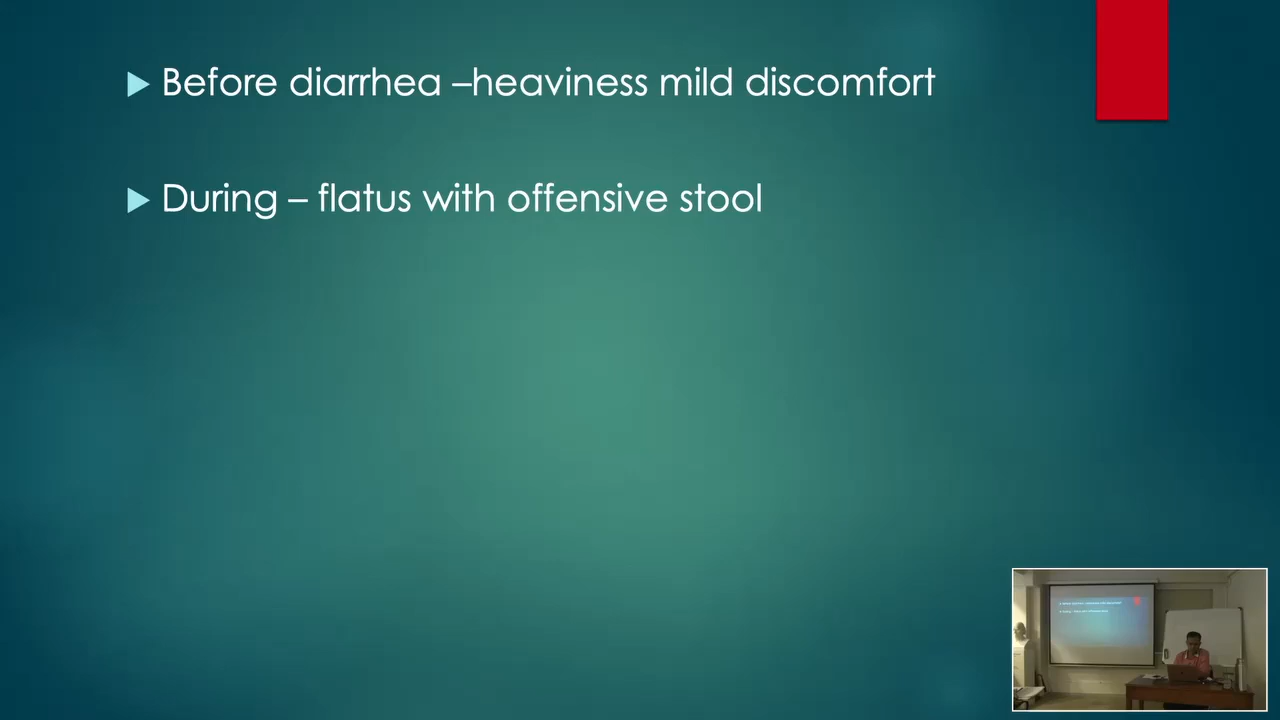 Before diarrhea –heaviness mild discomfort
During – flatus with offensive stool